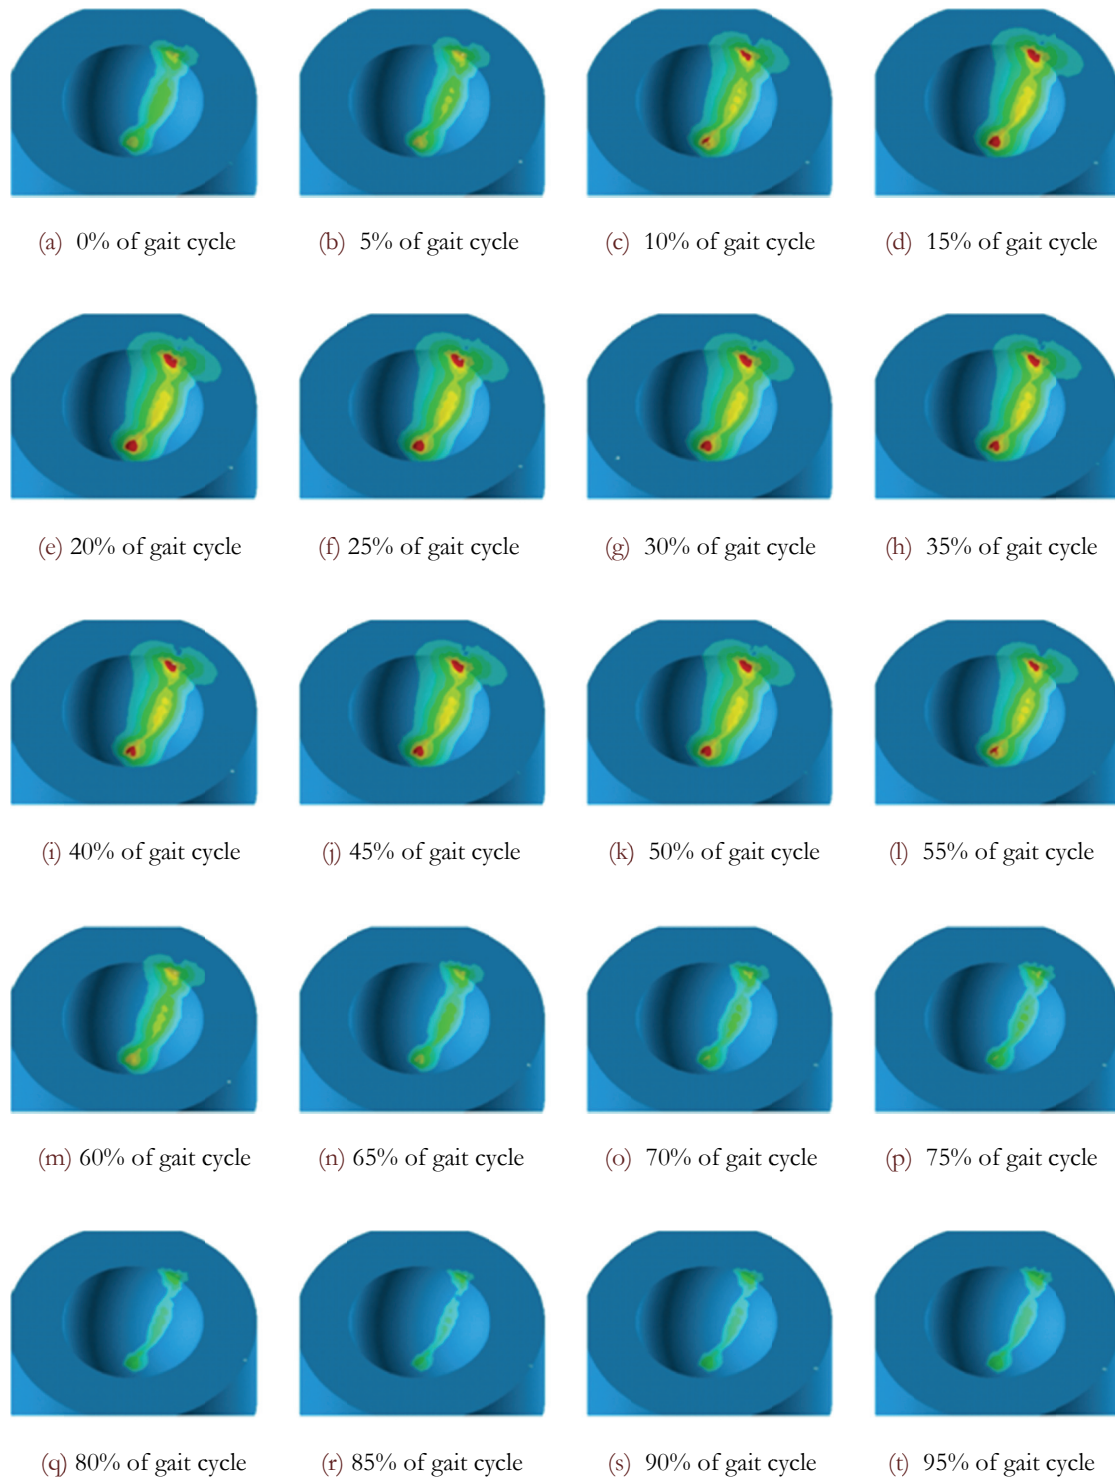 (a) 0% of gait cycle
(b) 5% of gait cycle
(c) 10% of gait cycle
(d) 15% of gait cycle
(e) 20% of gait cycle
(f) 25% of gait cycle
(g) 30% of gait cycle
(h) 35% of gait cycle
(i) 40% of gait cycle
(j) 45% of gait cycle
(k) 50% of gait cycle
(l) 55% of gait cycle
(m) 60% of gait cycle
(n) 65% of gait cycle
(o) 70% of gait cycle
(p) 75% of gait cycle
(q) 80% of gait cycle
(r) 85% of gait cycle
(s) 90% of gait cycle
(t) 95% of gait cycle